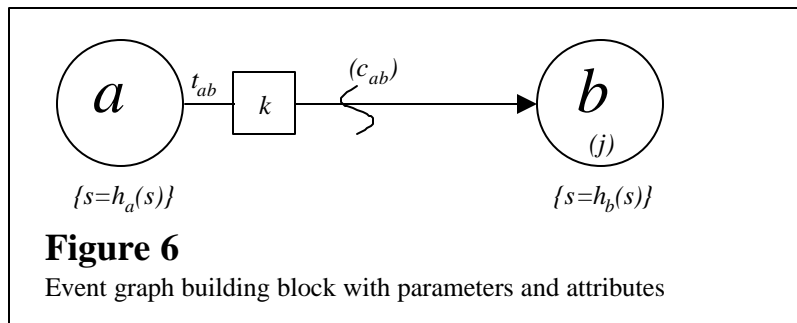 (c_ab)
a t_ab k b
(j)
{s=h_a(s)} {s=h_b(s)}
Figure 6
Event graph building block with parameters and attributes